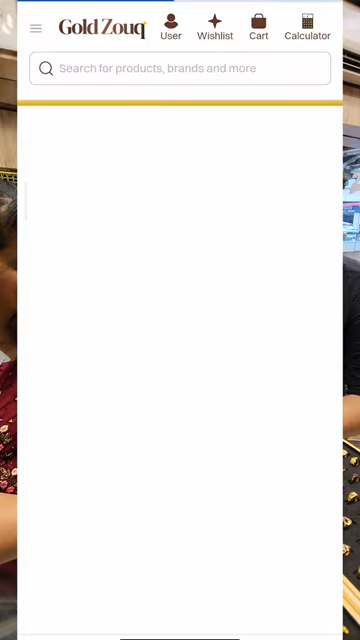 Gold Zouq
User
Wishlist
Cart
Calculator
Search for products, brands and more